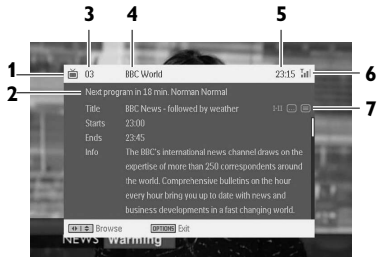 3 4 5
1 03 BBC World 23:15 6
2 Next program in 18 min. Norman Normal
Title BBC News - followed by weather 1-11 7
Starts 23:00
Ends 23:45
Info The BBC's international news channel draws on the
expertise of more than 250 correspondents around
the world. Comprehensive bulletins on the hour
every hour bring you up to date with news and
business developments in a fast changing world.
Browse OPTIONS Exit
NEWS Warming